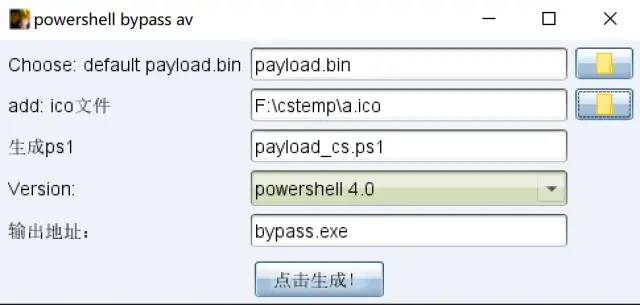 powershell bypass av
Choose: default payload.bin payload.bin
add: ico文件 F:\cstemp\a.ico
生成ps1 payload_cs.ps1
Version: powershell 4.0
输出地址： bypass.exe
点击生成！